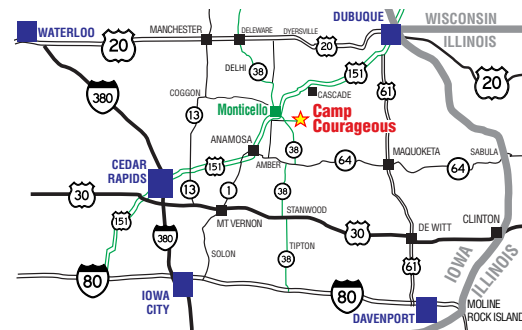 DUBUQUE
WISCONSIN
ILLINOIS
WATERLOO
MANCHESTER
DELEWARE
DYERSVILLE
20
20
20
DELHI
38
151
380
61
COGGON
CASCADE
13
Monticello
Camp
Courageous
ANAMOSA
38
AMBER
64
MAQUOKETA
64
SABULA
CEDAR
RAPIDS
151
30
13
1
38
STANWOOD
MT VERNON
30
DE WITT
CLINTON
151
380
SOLON
TIPTON
38
61
IOWA
ILLINOIS
80
IOWA
CITY
80
DAVENPORT
MOLINE
ROCK ISLAND